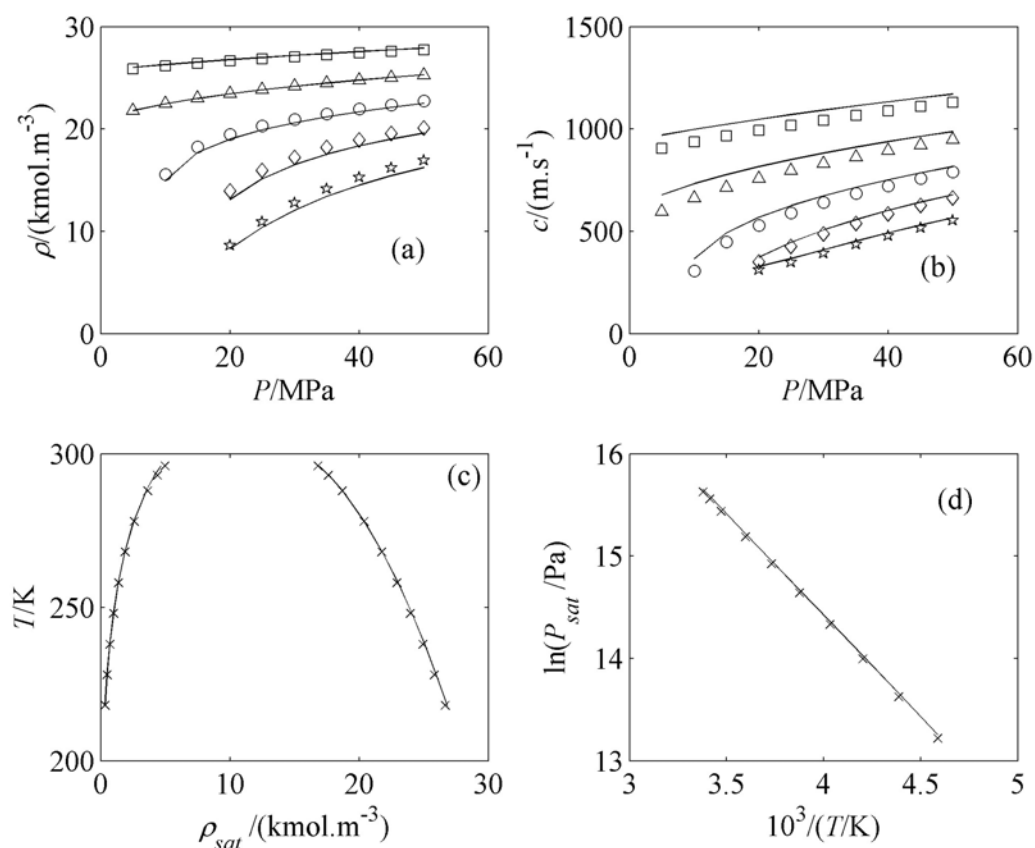 30
20
10
0
ρ/(kmol.m⁻³)
(a)
0 20 40 60
P/MPa
1500
1000
500
0
c/(m.s⁻¹)
(b)
0 20 40 60
P/MPa
300
250
200
T/K
(c)
0 10 20 30
ρsat /(kmol.m⁻³)
16
15
14
13
ln(Psat /Pa)
(d)
3 3.5 4 4.5 5
10³/(T/K)